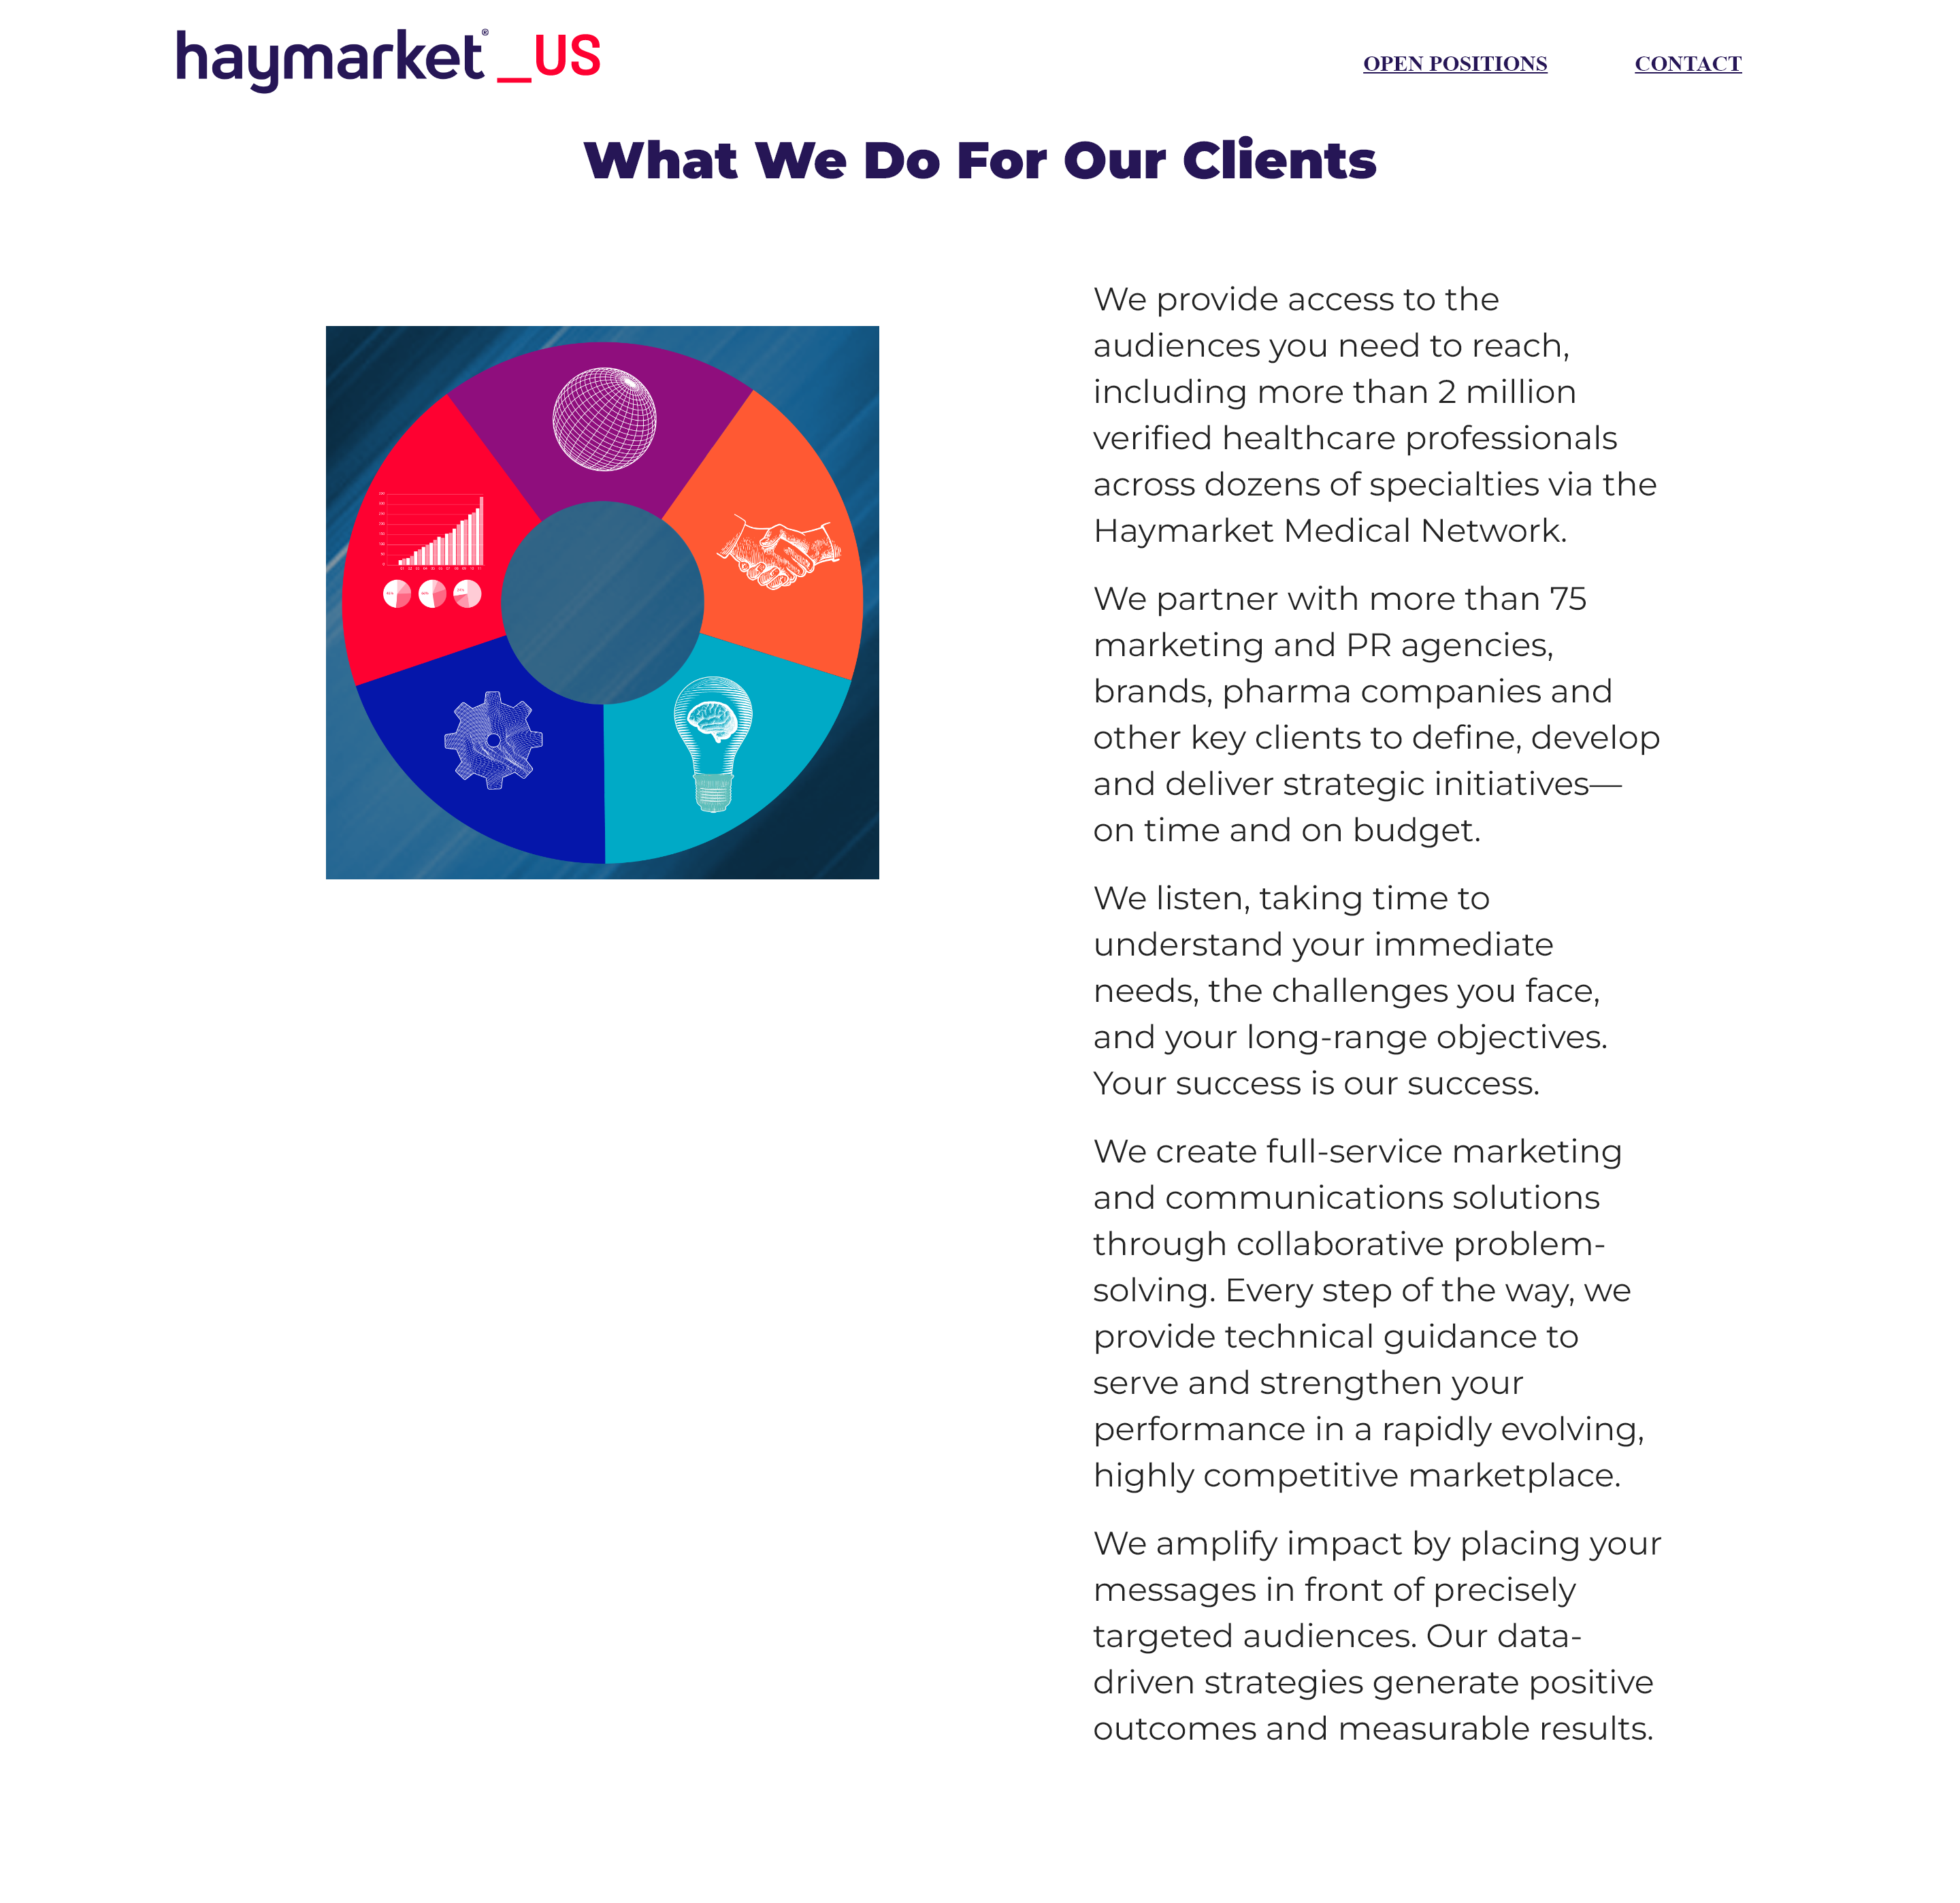 haymarket® _US
OPEN POSITIONS
CONTACT
What We Do For Our Clients
We provide access to the
audiences you need to reach,
including more than 2 million
verified healthcare professionals
across dozens of specialties via the
Haymarket Medical Network.
We partner with more than 75
marketing and PR agencies,
brands, pharma companies and
other key clients to define, develop
and deliver strategic initiatives—
on time and on budget.
We listen, taking time to
understand your immediate
needs, the challenges you face,
and your long-range objectives.
Your success is our success.
We create full-service marketing
and communications solutions
through collaborative problem-
solving. Every step of the way, we
provide technical guidance to
serve and strengthen your
performance in a rapidly evolving,
highly competitive marketplace.
We amplify impact by placing your
messages in front of precisely
targeted audiences. Our data-
driven strategies generate positive
outcomes and measurable results.